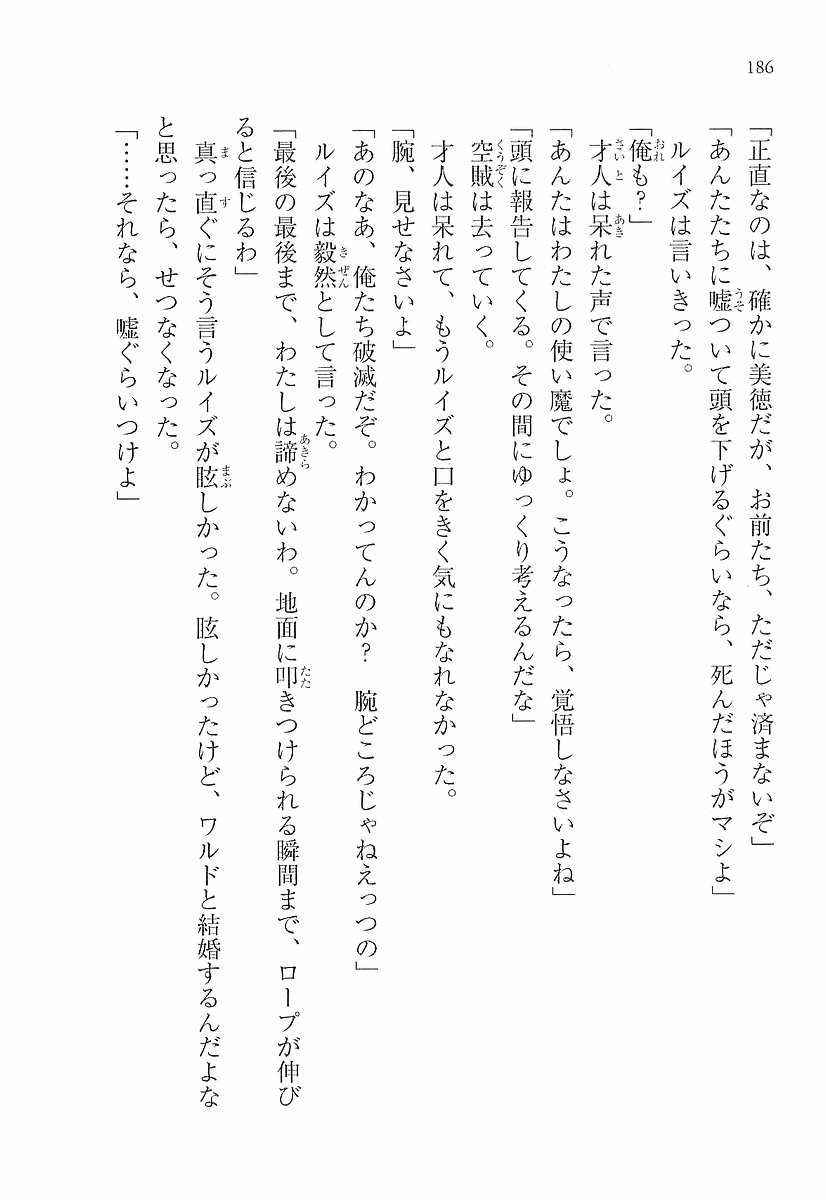 186
「正直なのは、確かに美徳だが、お前たち、ただじゃ済まないぞ」
「あんたたちに嘘ついて頭を下げるぐらいなら、死んだほうがマシよ」
ルイズは言いきった。
「俺も？」
才人は呆れた声で言った。
「あんたはわたしの使い魔でしょ。こうなったら、覚悟しなさいよね」
「頭に報告してくる。その間にゆっくり考えるんだな」
空賊は去っていく。
才人は呆れて、もうルイズと口をきく気にもなれなかった。
「腕、見せなさいよ」
「あのなあ、俺たち破滅だぞ。わかってんのか？　腕どころじゃねえっつの」
ルイズは毅然として言った。
「最後の最後まで、わたしは諦めないわ。地面に叩きつけられる瞬間まで、ロープが伸び
ると信じるわ」
真っ直ぐにそう言うルイズが眩しかった。眩しかったけど、ワルドと結婚するんだよな
と思ったら、せつなくなった。
「……それなら、嘘ぐらいつけよ」